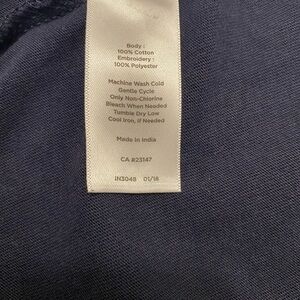 Body :
100% Cotton
Embroidery :
100% Polyester
Machine Wash Cold
Gentle Cycle
Only Non-Chlorine
Bleach When Needed
Tumble Dry Low
Cool Iron, If Needed
Made in India
CA #23147
IN3048 01/18